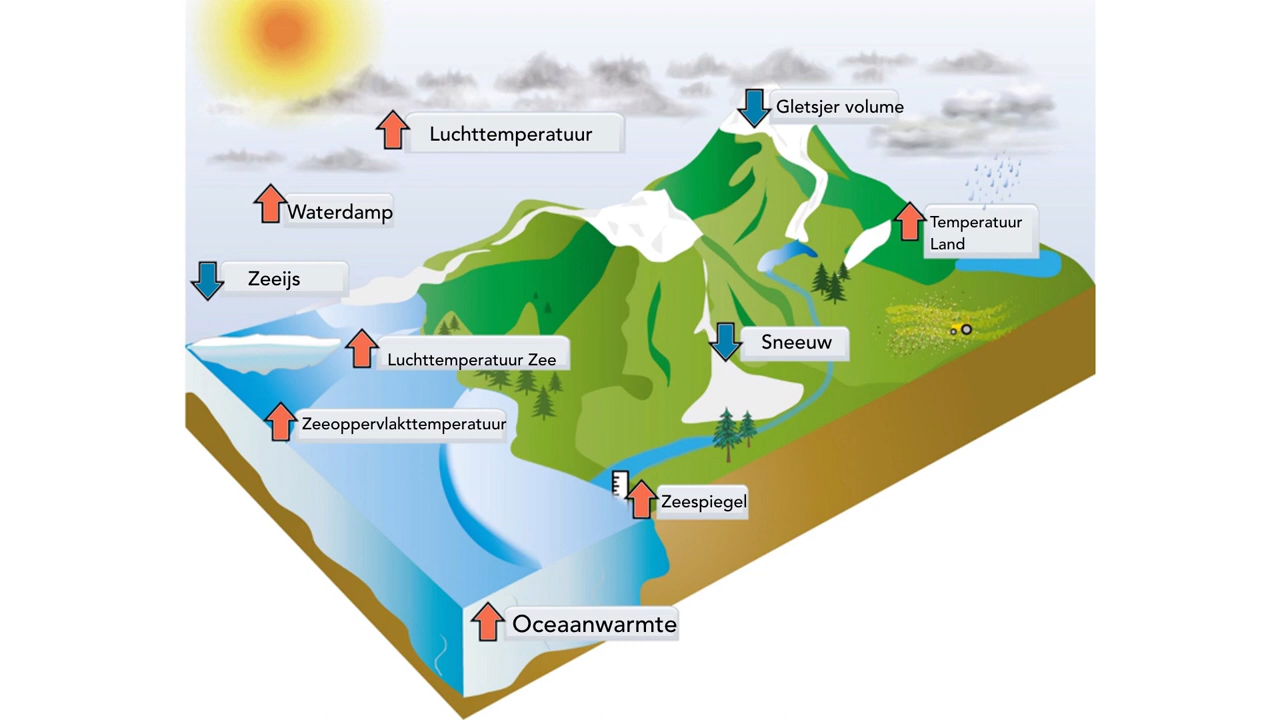 Gletsjer volume
Luchttemperatuur
Waterdamp
Temperatuur
Land
Zeeijs
Sneeuw
Luchttemperatuur Zee
Zeeoppervlakttemperatuur
Zeespiegel
Oceaanwarmte